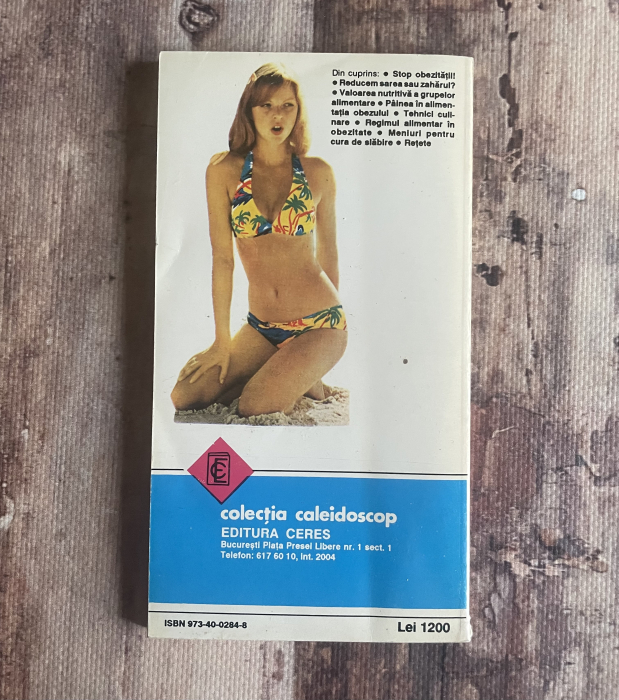 Din cuprins: • Stop obezității!
• Reducem sarea sau zahărul?
• Valoarea nutritivă a grupelor
alimentare • Pâinea în alimen-
tația obezului • Tehnici culi-
nare • Regimul alimentar în
obezitate • Meniuri pentru
cura de slăbire • Rețete
CE
colecția caleidoscop
EDITURA CERES
București Piața Presei Libere nr. 1 sect. 1
Telefon: 617 60 10, int. 2004
ISBN 973-40-0284-8
Lei 1200